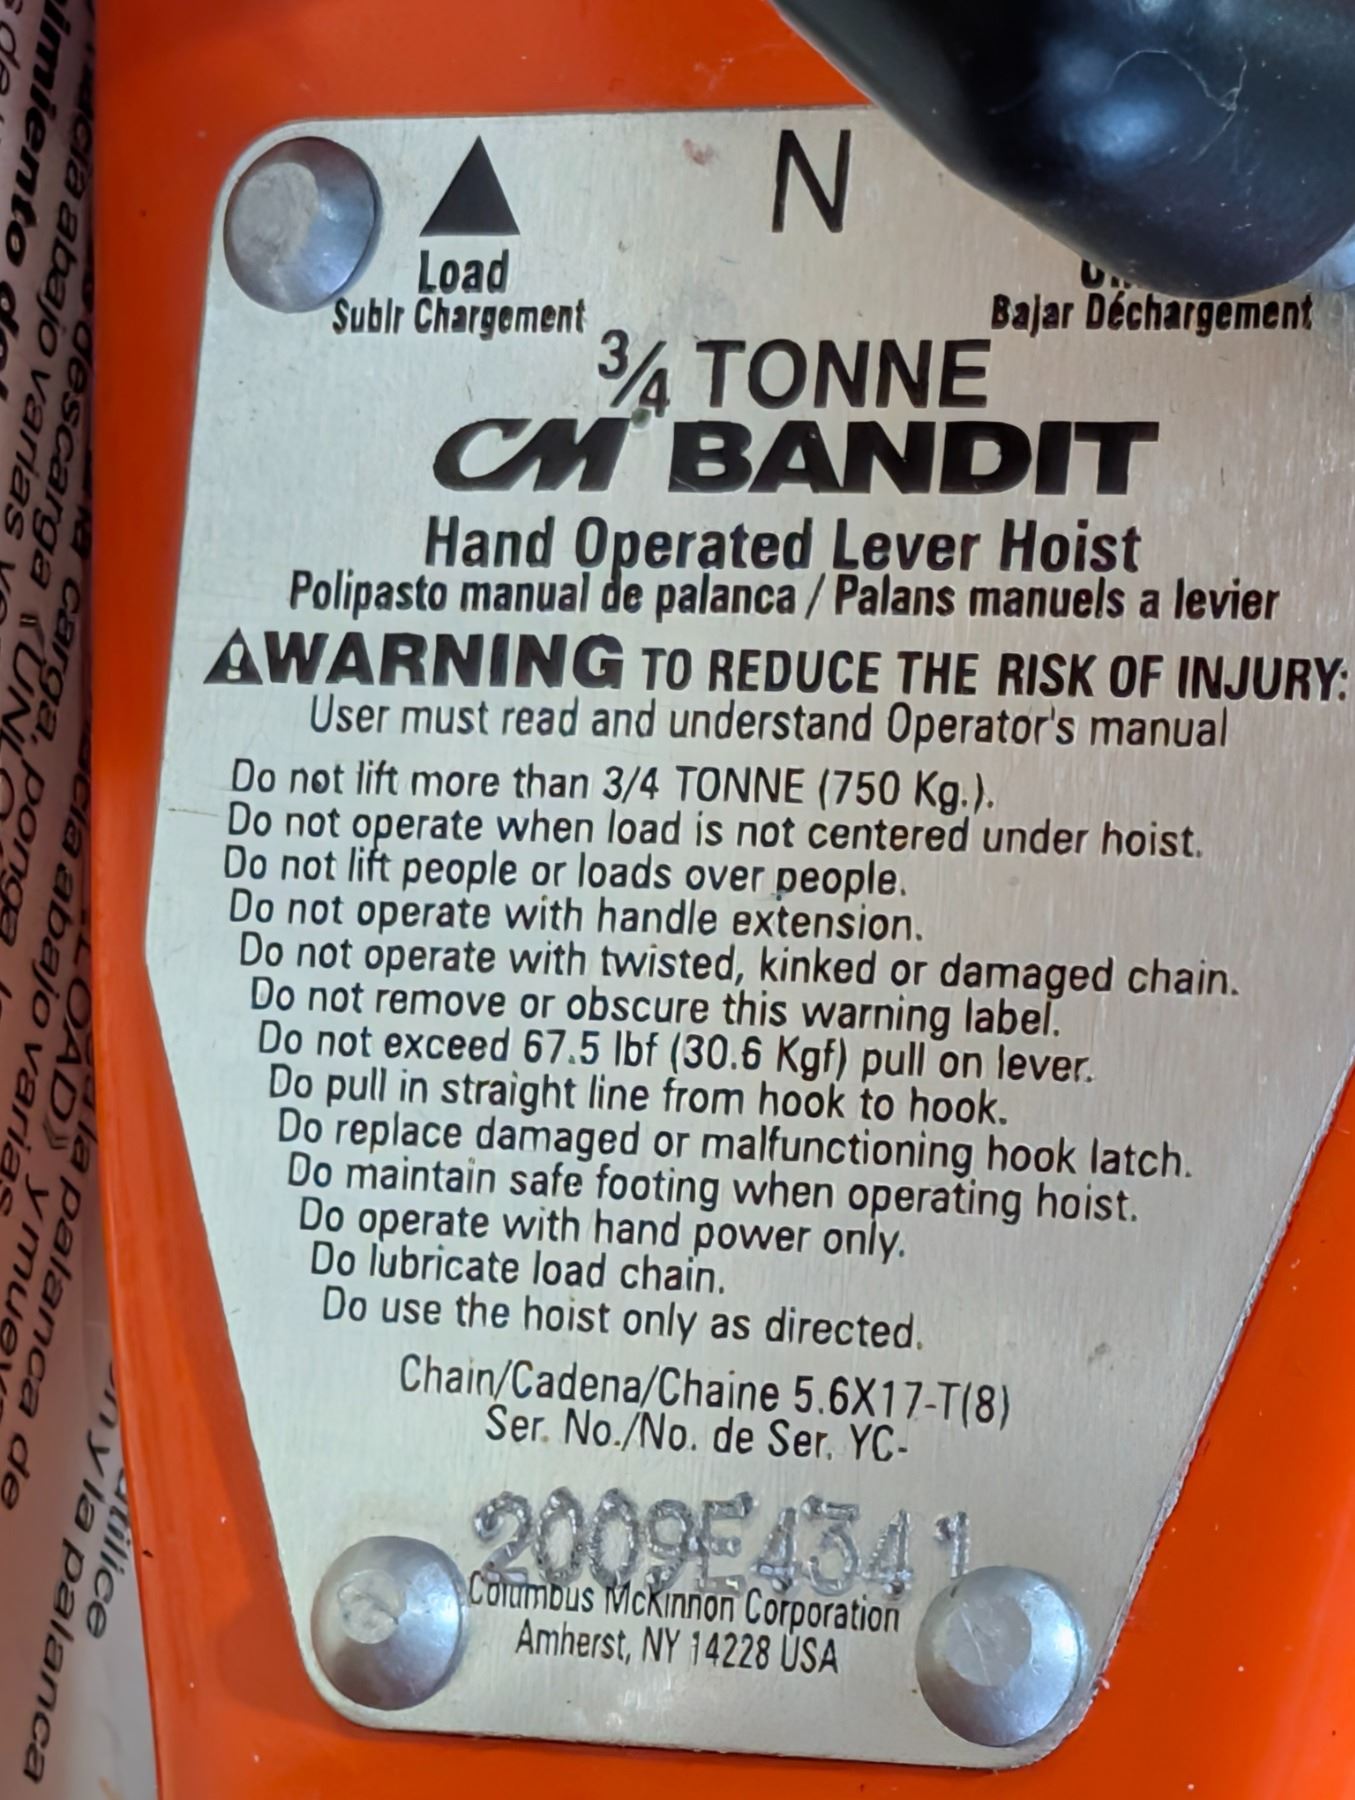 N
Load
Subir Chargement
Bajar Déchargement
3/4 TONNE
CM BANDIT
Hand Operated Lever Hoist
Polipasto manual de palanca / Palans manuels a levier
WARNING TO REDUCE THE RISK OF INJURY:
User must read and understand Operator's manual
Do not lift more than 3/4 TONNE (750 Kg.).
Do not operate when load is not centered under hoist.
Do not lift people or loads over people.
Do not operate with handle extension.
Do not operate with twisted, kinked or damaged chain.
Do not remove or obscure this warning label.
Do not exceed 67.5 lbf (30.6 Kgf) pull on lever.
Do pull in straight line from hook to hook.
Do replace damaged or malfunctioning hook latch.
Do maintain safe footing when operating hoist.
Do operate with hand power only.
Do lubricate load chain.
Do use the hoist only as directed.
Chain/Cadena/Chaine 5.6X17-T(8)
Ser. No./No. de Ser. YC-
2009E4341
Columbus McKinnon Corporation
Amherst, NY 14228 USA